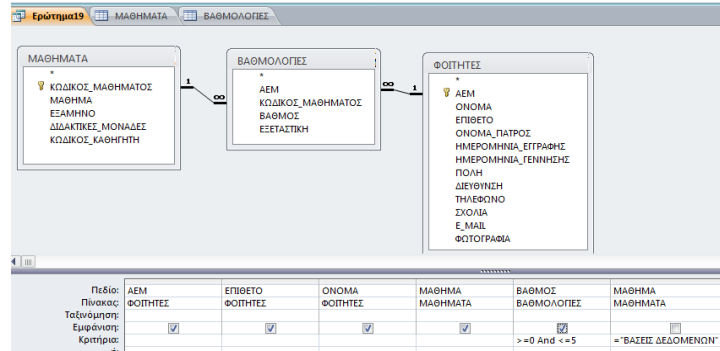 Ερώτημα19 ΜΑΘΗΜΑΤΑ ΒΑΘΜΟΛΟΓΙΕΣ
ΜΑΘΗΜΑΤΑ
*
ΚΩΔΙΚΟΣ_ΜΑΘΗΜΑΤΟΣ
ΜΑΘΗΜΑ
ΕΞΑΜΗΝΟ
ΔΙΔΑΚΤΙΚΕΣ_ΜΟΝΑΔΕΣ
ΚΩΔΙΚΟΣ_ΚΑΘΗΓΗΤΗ
1 ∞
ΒΑΘΜΟΛΟΓΙΕΣ
*
ΑΕΜ
ΚΩΔΙΚΟΣ_ΜΑΘΗΜΑΤΟΣ
ΒΑΘΜΟΣ
ΕΞΕΤΑΣΤΙΚΗ
∞ 1
ΦΟΙΤΗΤΕΣ
*
ΑΕΜ
ΟΝΟΜΑ
ΕΠΙΘΕΤΟ
ΟΝΟΜΑ_ΠΑΤΡΟΣ
ΗΜΕΡΟΜΗΝΙΑ_ΕΓΓΡΑΦΗΣ
ΗΜΕΡΟΜΗΝΙΑ_ΓΕΝΝΗΣΗΣ
ΠΟΛΗ
ΔΙΕΥΘΥΝΣΗ
ΤΗΛΕΦΩΝΟ
ΣΧΟΛΙΑ
E_MAIL
ΦΩΤΟΓΡΑΦΙΑ
Πεδίο: ΑΕΜ ΕΠΙΘΕΤΟ ΟΝΟΜΑ ΜΑΘΗΜΑ ΒΑΘΜΟΣ ΜΑΘΗΜΑ
Πίνακας: ΦΟΙΤΗΤΕΣ ΦΟΙΤΗΤΕΣ ΦΟΙΤΗΤΕΣ ΜΑΘΗΜΑΤΑ ΒΑΘΜΟΛΟΓΙΕΣ ΜΑΘΗΜΑΤΑ
Ταξινόμηση:
Εμφάνιση:
Κριτήρια: >=0 And <=5 ="ΒΑΣΕΙΣ ΔΕΔΟΜΕΝΩΝ"